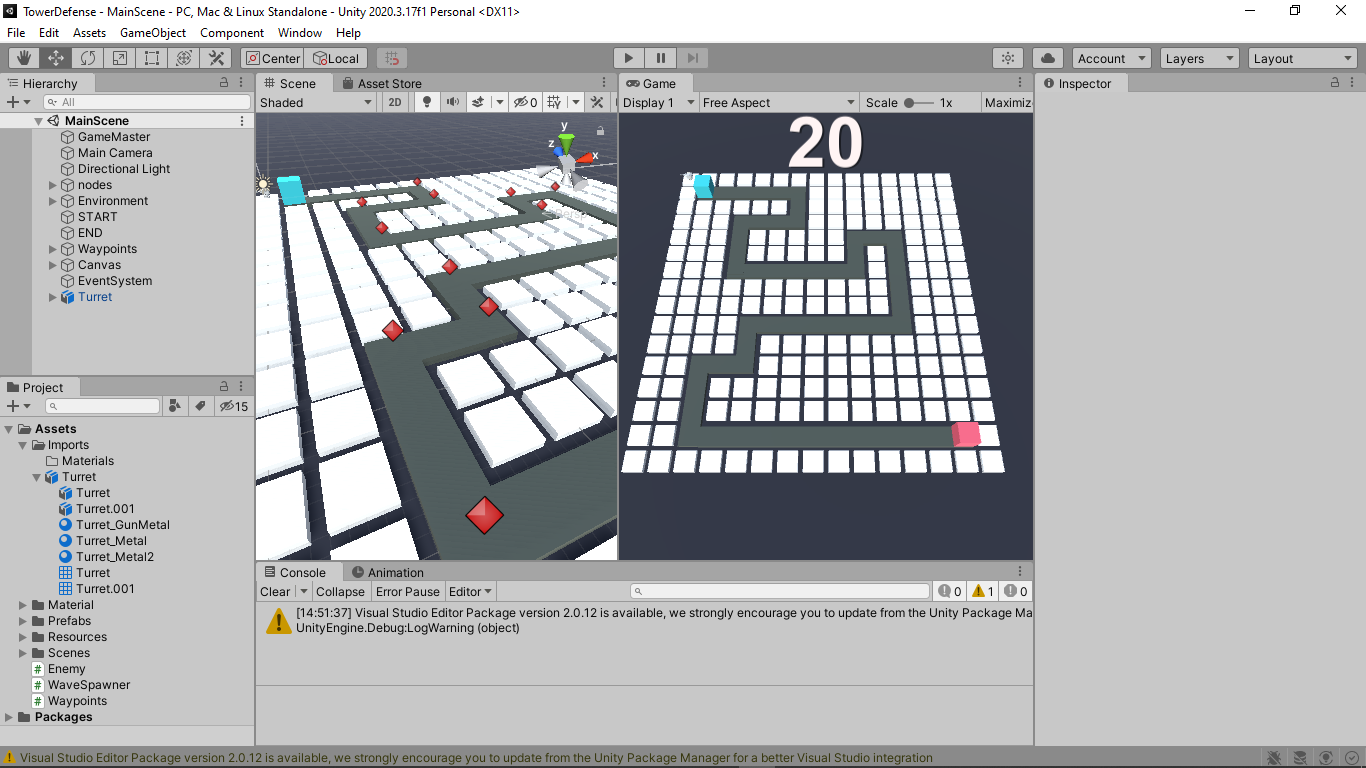 TowerDefense - MainScene - PC, Mac & Linux Standalone - Unity 2020.3.17f1 Personal <DX11>
File Edit Assets GameObject Component Window Help
Center Local Account Layers Layout
Hierarchy
All
MainScene
GameMaster
Main Camera
Directional Light
nodes
Environment
START
END
Waypoints
Canvas
EventSystem
Turret
Scene Asset Store
Shaded 2D 0
y
z
x
Persp
Game
Display 1 Free Aspect Scale 1x Maximiz
20
Inspector
Project
15
Assets
Imports
Materials
Turret
Turret
Turret.001
Turret_GunMetal
Turret_Metal
Turret_Metal2
Turret
Turret.001
Material
Prefabs
Resources
Scenes
Enemy
WaveSpawner
Waypoints
Packages
Console Animation
Clear Collapse Error Pause Editor 0 1 0
[14:51:37] Visual Studio Editor Package version 2.0.12 is available, we strongly encourage you to update from the Unity Package Ma
UnityEngine.Debug:LogWarning (object)
Visual Studio Editor Package version 2.0.12 is available, we strongly encourage you to update from the Unity Package Manager for a better Visual Studio integration